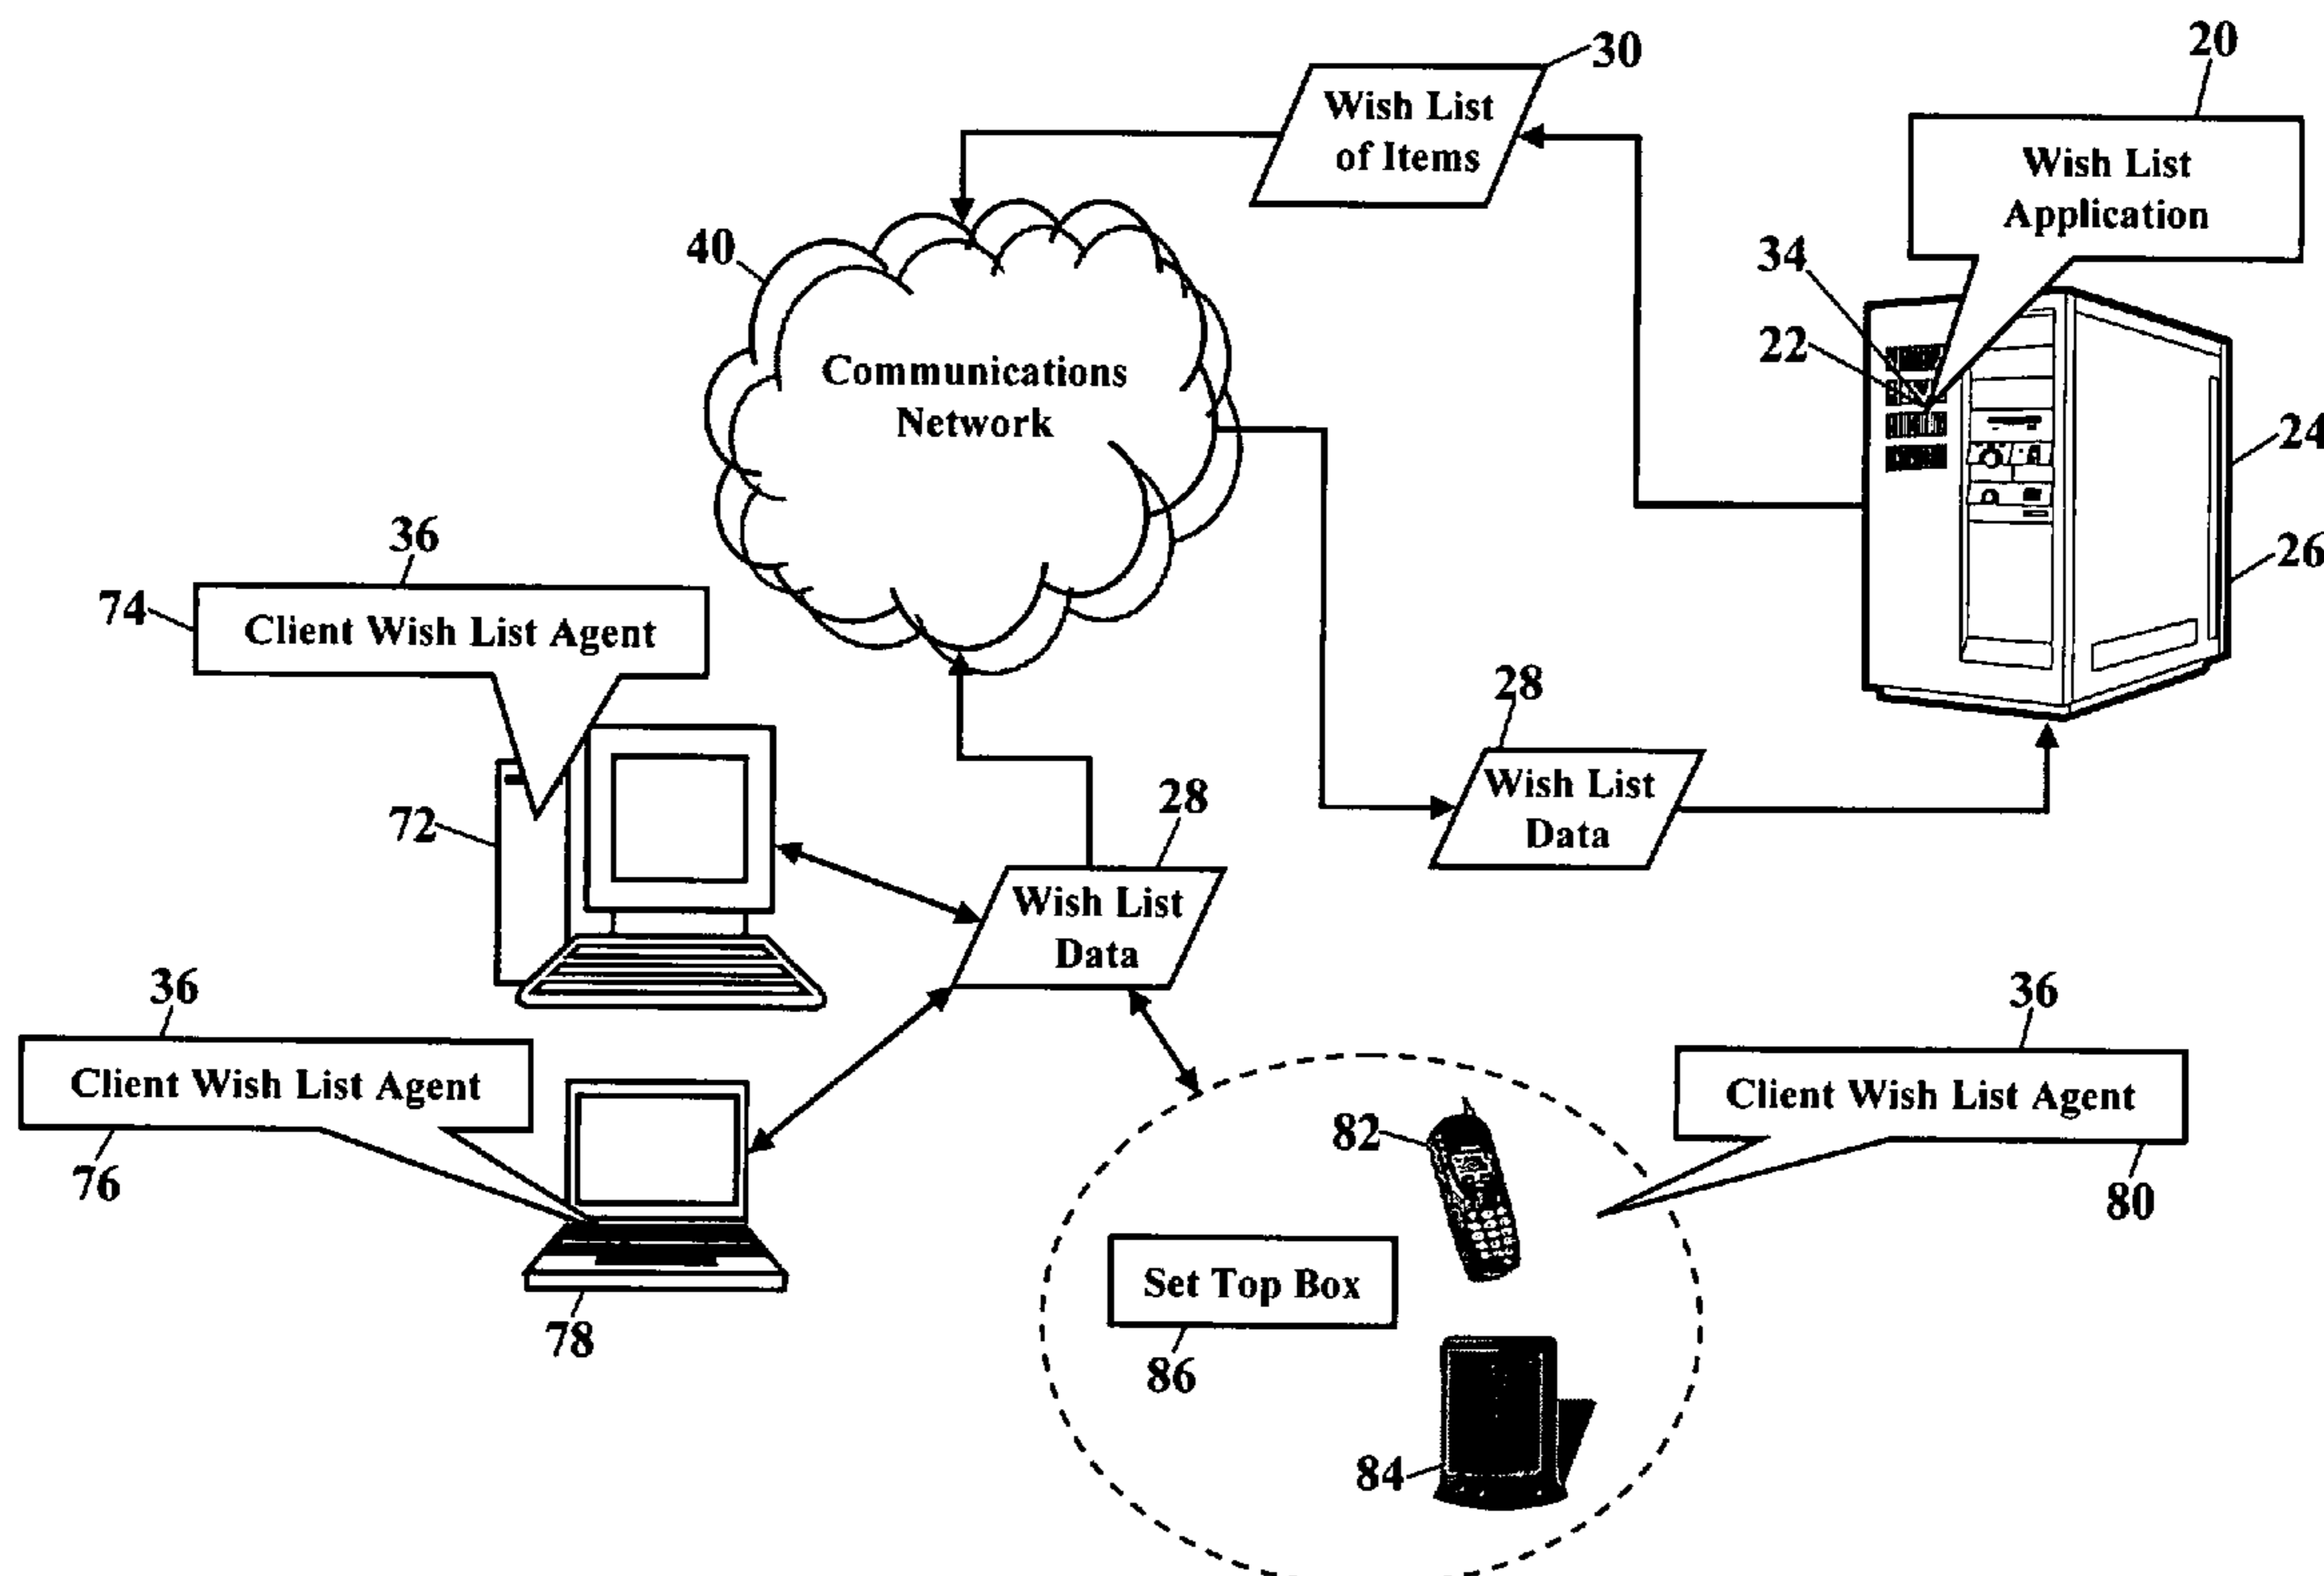 30
Wish List
of Items
20
Wish List
Application
34
22
24
26
40
Communications
Network
36
74
Client Wish List Agent
72
28
Wish List
Data
28
Wish List
Data
36
Client Wish List Agent
76
78
36
Client Wish List Agent
80
82
Set Top Box
86
84